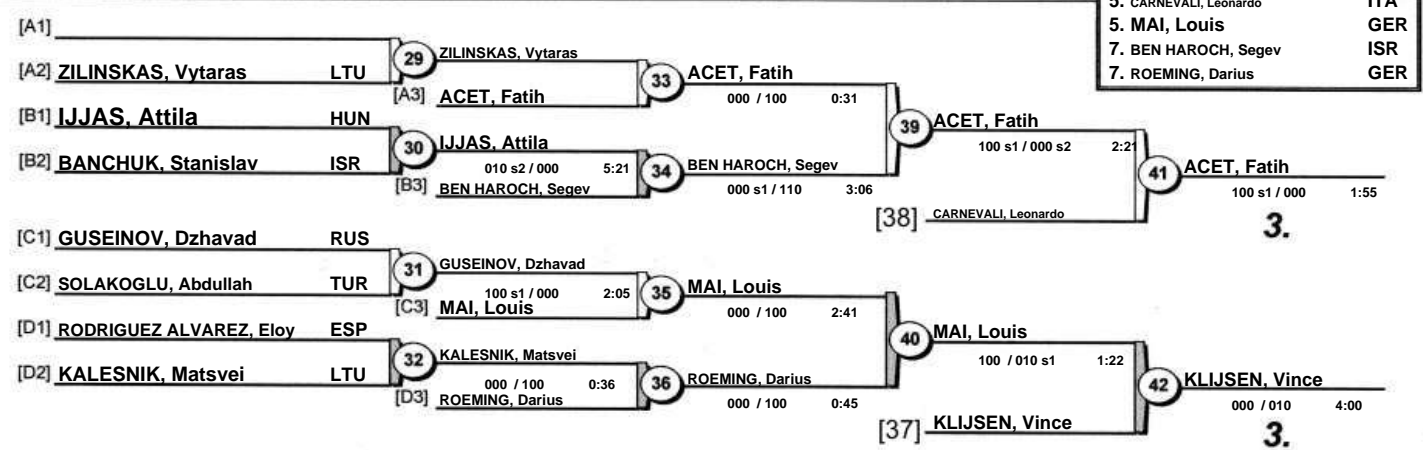 5. CARNEVALI, Leonardo ITA
5. MAI, Louis GER
7. BEN HAROCH, Segev ISR
7. ROEMING, Darius GER
[A1]
[A2] ZILINSKAS, Vytaras LTU
29
ZILINSKAS, Vytaras
[A3] ACET, Fatih
33
ACET, Fatih
000 / 100 0:31
[B1] IJJAS, Attila HUN
[B2] BANCHUK, Stanislav ISR
30
IJJAS, Attila
010 s2 / 000 5:21
[B3] BEN HAROCH, Segev
34
BEN HAROCH, Segev
000 s1 / 110 3:06
39
ACET, Fatih
100 s1 / 000 s2 2:21
[38] CARNEVALI, Leonardo
41
ACET, Fatih
100 s1 / 000 1:55
3.
[C1] GUSEINOV, Dzhavad RUS
[C2] SOLAKOGLU, Abdullah TUR
31
GUSEINOV, Dzhavad
100 s1 / 000 2:05
[C3] MAI, Louis
35
MAI, Louis
000 / 100 2:41
[D1] RODRIGUEZ ALVAREZ, Eloy ESP
[D2] KALESNIK, Matsvei LTU
32
KALESNIK, Matsvei
000 / 100 0:36
[D3] ROEMING, Darius
36
ROEMING, Darius
000 / 100 0:45
40
MAI, Louis
100 / 010 s1 1:22
[37] KLIJSEN, Vince
42
KLIJSEN, Vince
000 / 010 4:00
3.